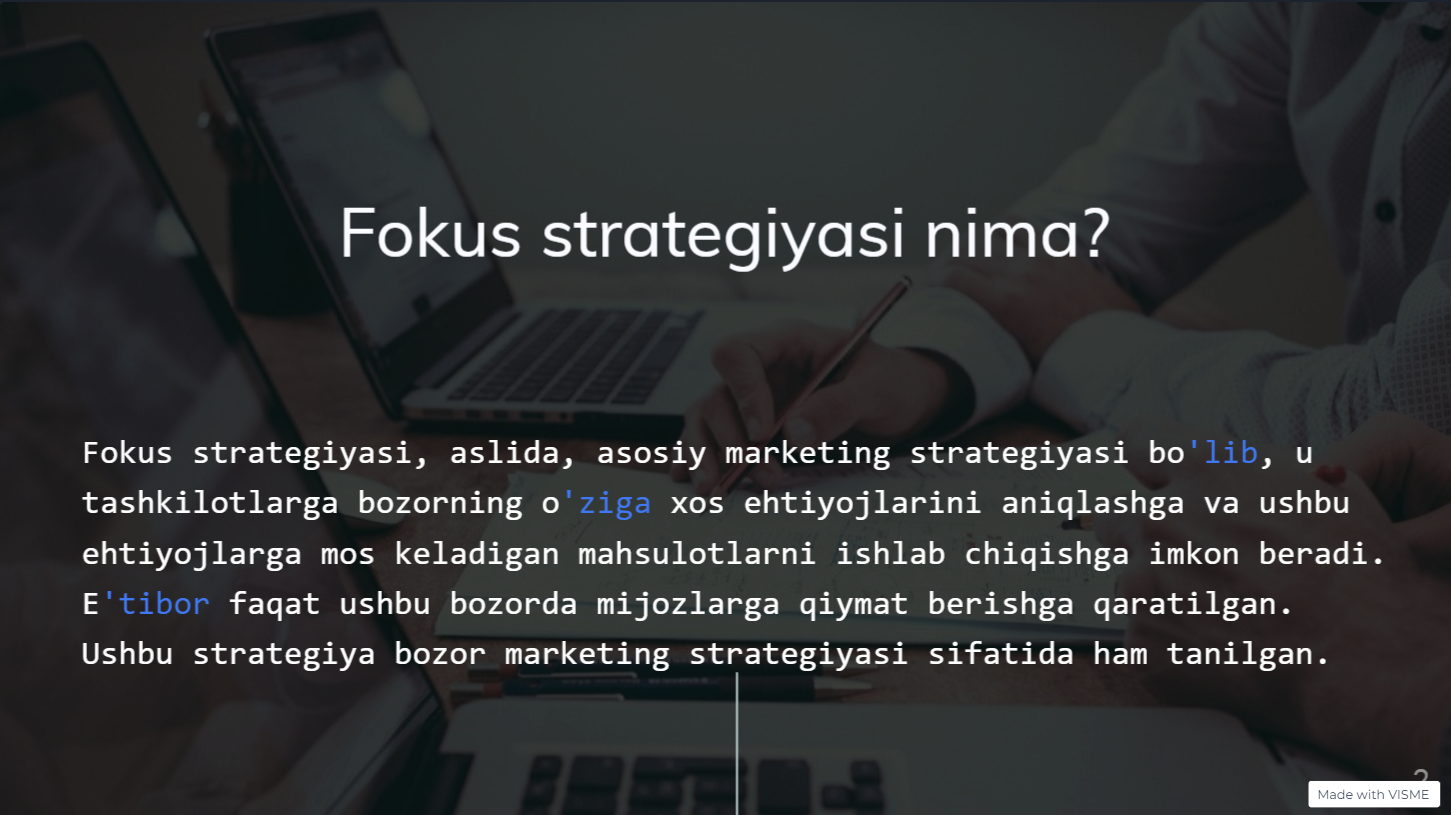 Fokus strategiyasi nima?
Fokus strategiyasi, aslida, asosiy marketing strategiyasi bo'lib, u
tashkilotlarga bozorning o'ziga xos ehtiyojlarini aniqlashga va ushbu
ehtiyojlarga mos keladigan mahsulotlarni ishlab chiqishga imkon beradi.
E'tibor faqat ushbu bozorda mijozlarga qiymat berishga qaratilgan.
Ushbu strategiya bozor marketing strategiyasi sifatida ham tanilgan.
2
Made with VISME